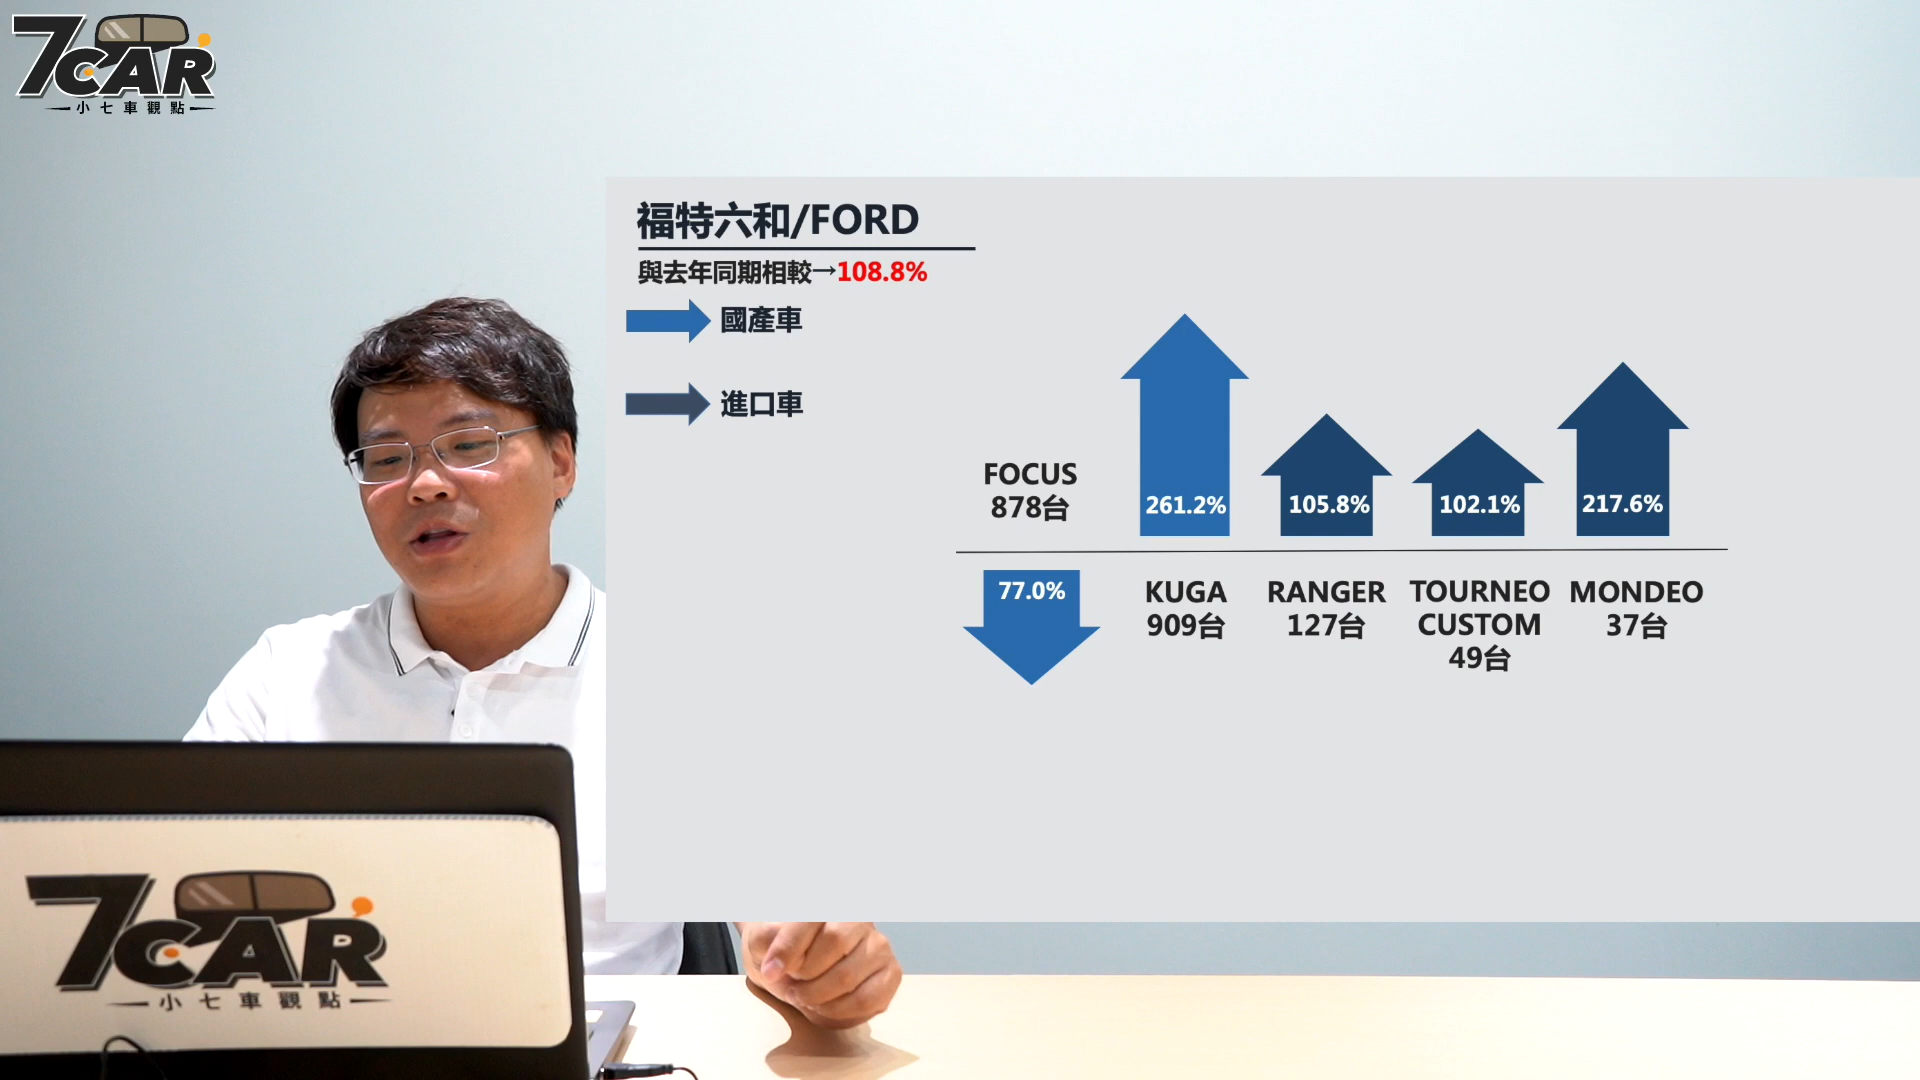 7CAR
小七車觀點
福特六和/FORD
與去年同期相較→108.8%
國產車
進口車
FOCUS
878台
261.2%
105.8%
102.1%
217.6%
77.0%
KUGA
909台
RANGER
127台
TOURNEO
CUSTOM
49台
MONDEO
37台
7CAR
小七車觀點